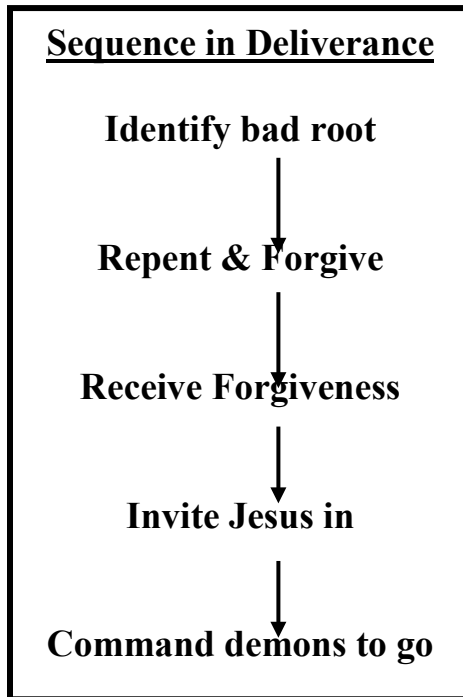 Sequence in Deliverance
Identify bad root
Repent & Forgive
Receive Forgiveness
Invite Jesus in
Command demons to go